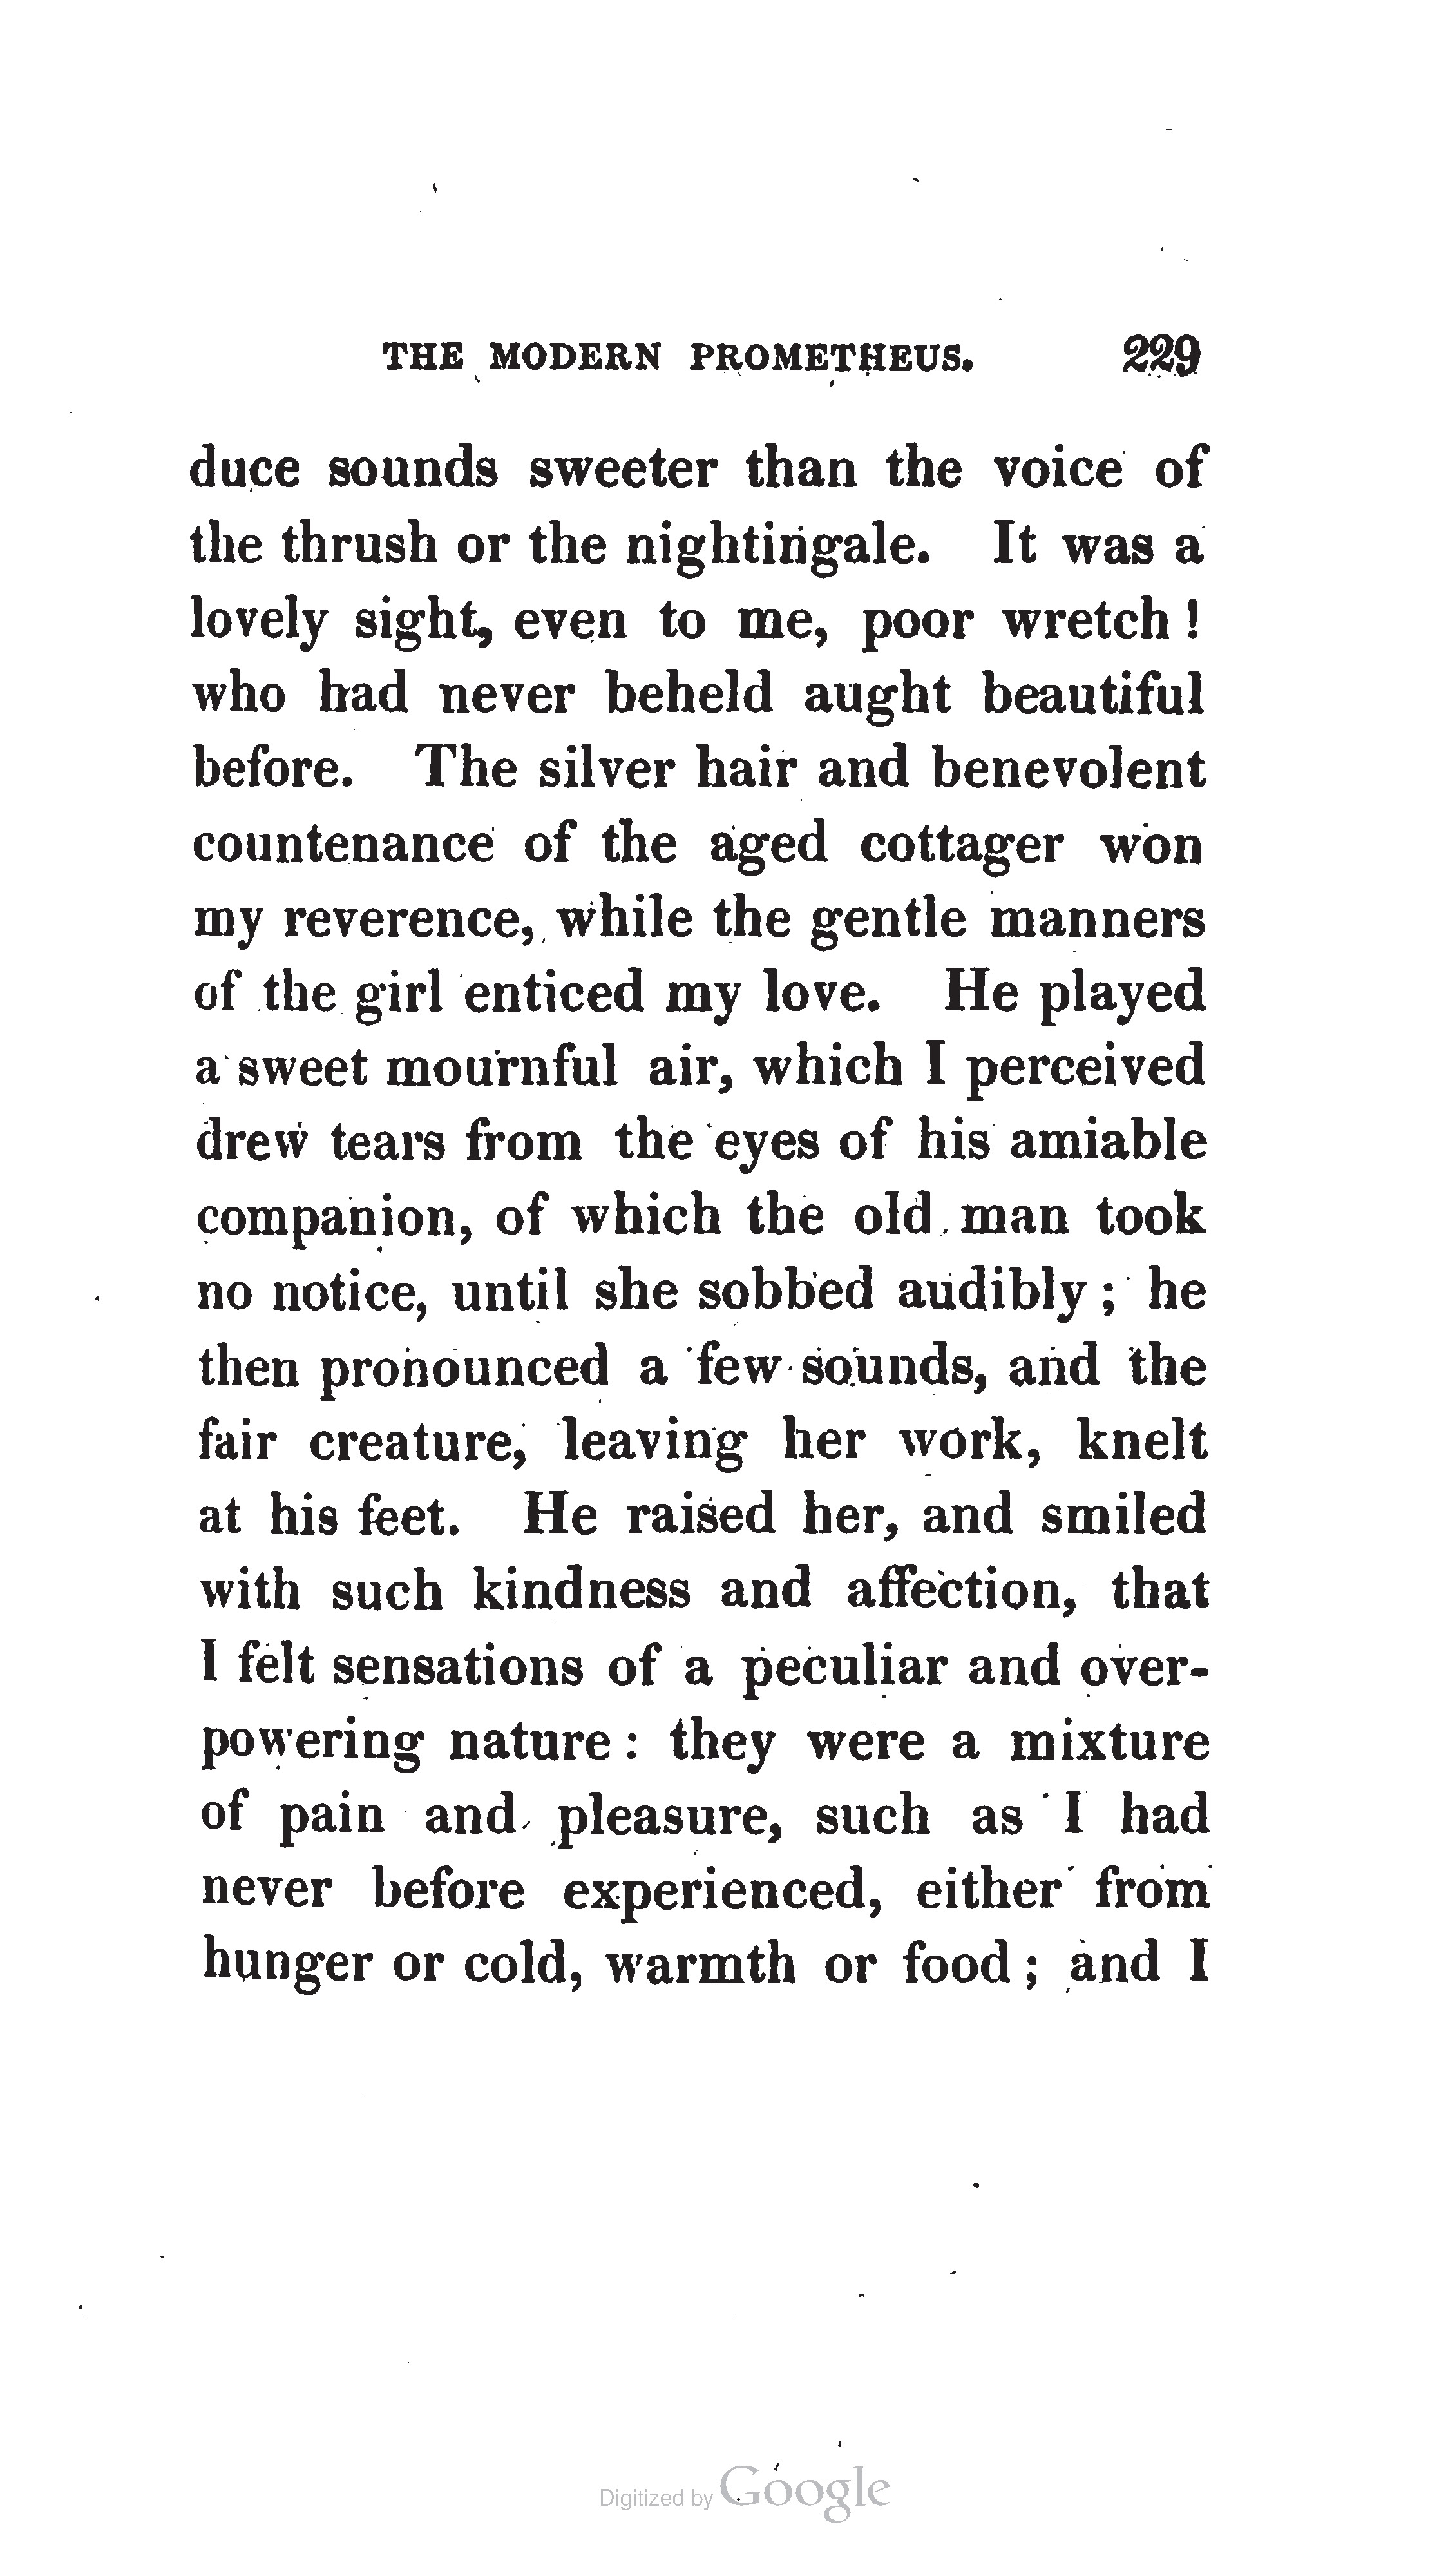 THE MODERN PROMETHEUS. 229
duce sounds sweeter than the voice of
the thrush or the nightingale. It was a
lovely sight, even to me, poor wretch !
who had never beheld aught beautiful
before. The silver hair and benevolent
countenance of the aged cottager won
my reverence, while the gentle manners
of the girl enticed my love. He played
a sweet mournful air, which I perceived
drew tears from the eyes of his amiable
companion, of which the old man took
no notice, until she sobbed audibly ; he
then pronounced a few sounds, and the
fair creature, leaving her work, knelt
at his feet. He raised her, and smiled
with such kindness and affection, that
I felt sensations of a peculiar and over-
powering nature : they were a mixture
of pain and pleasure, such as I had
never before experienced, either from
hunger or cold, warmth or food ; and I
Digitized by Google